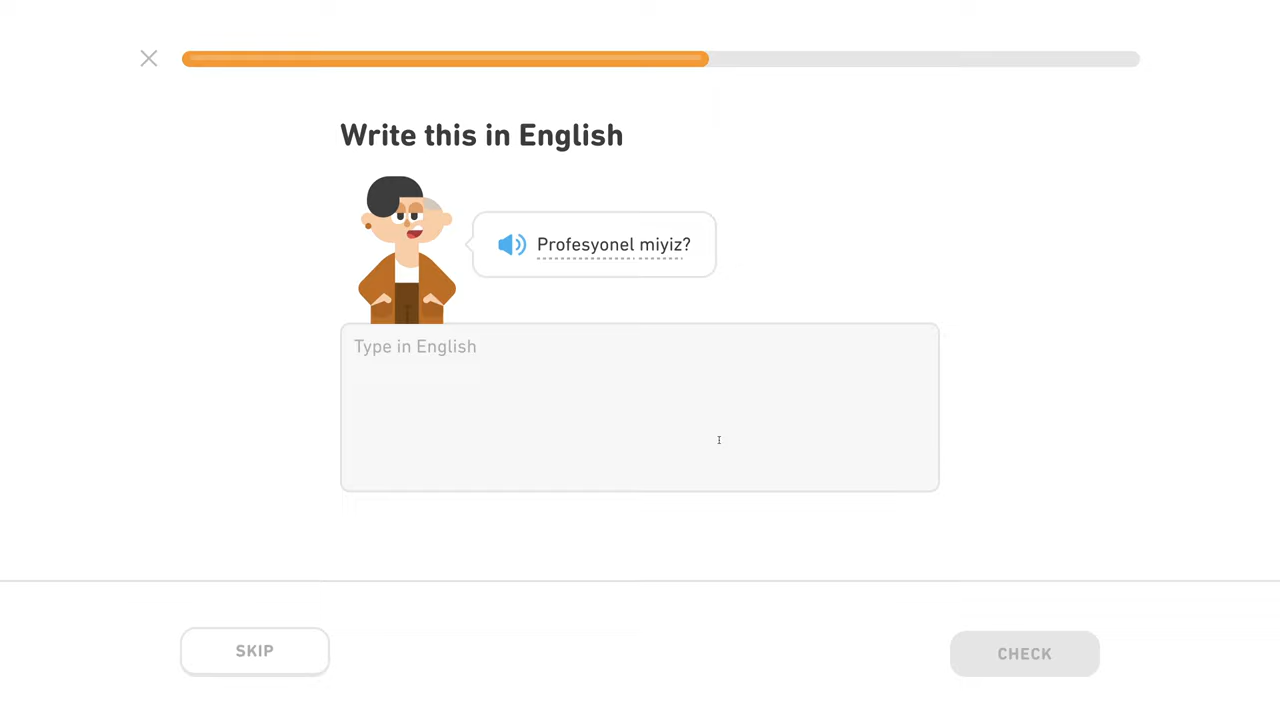 Write this in English
Profesyonel miyiz?
Type in English
SKIP
CHECK